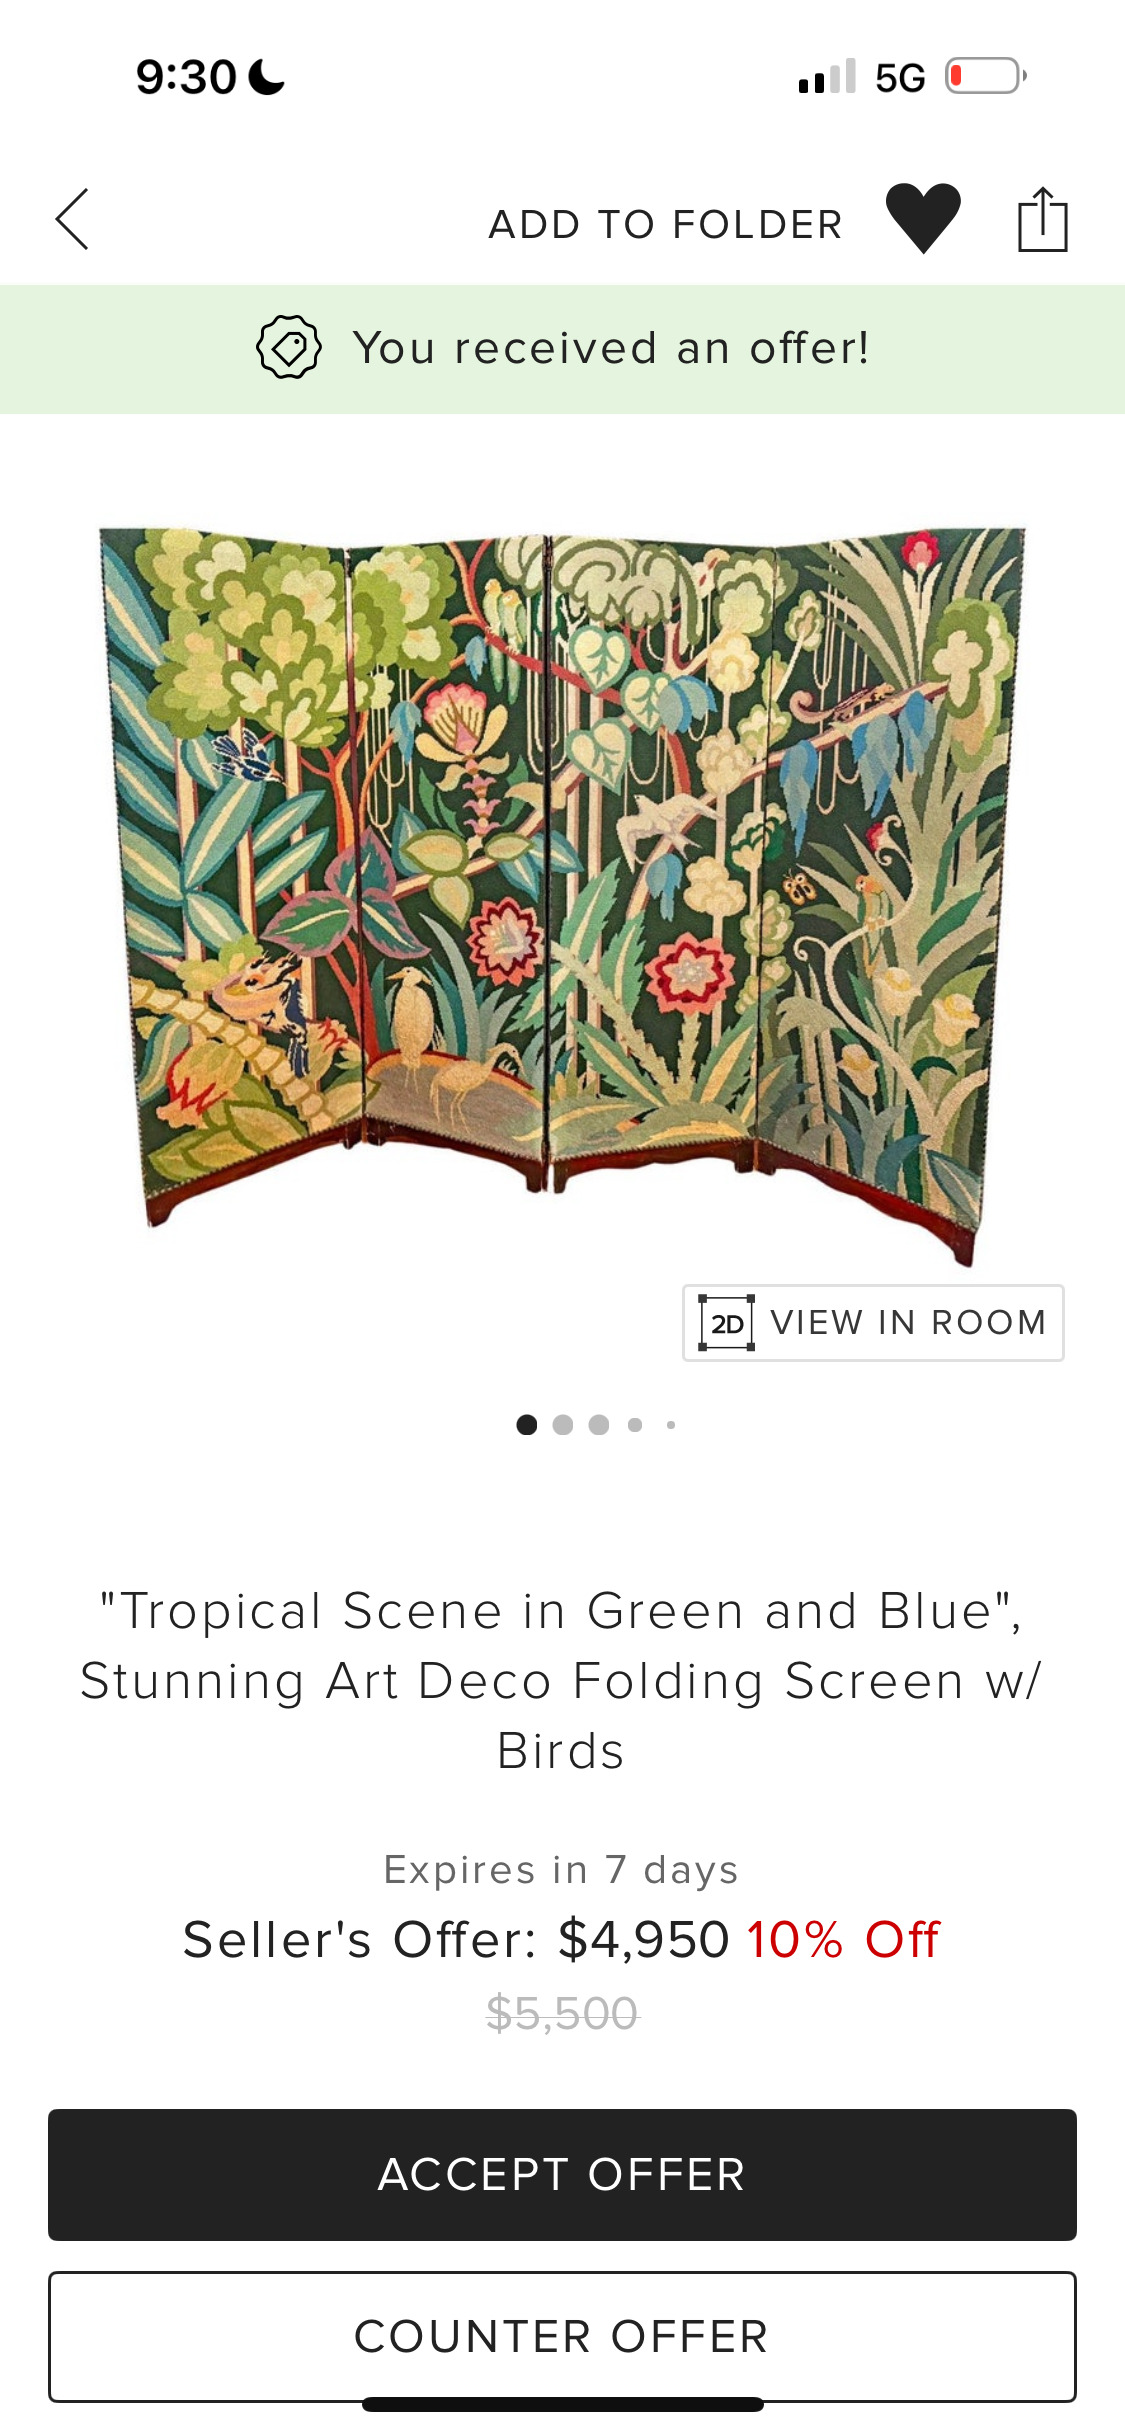 9:30
5G
ADD TO FOLDER
You received an offer!
2D VIEW IN ROOM
"Tropical Scene in Green and Blue",
Stunning Art Deco Folding Screen w/
Birds
Expires in 7 days
Seller's Offer: $4,950 10% Off
$5,500
ACCEPT OFFER
COUNTER OFFER